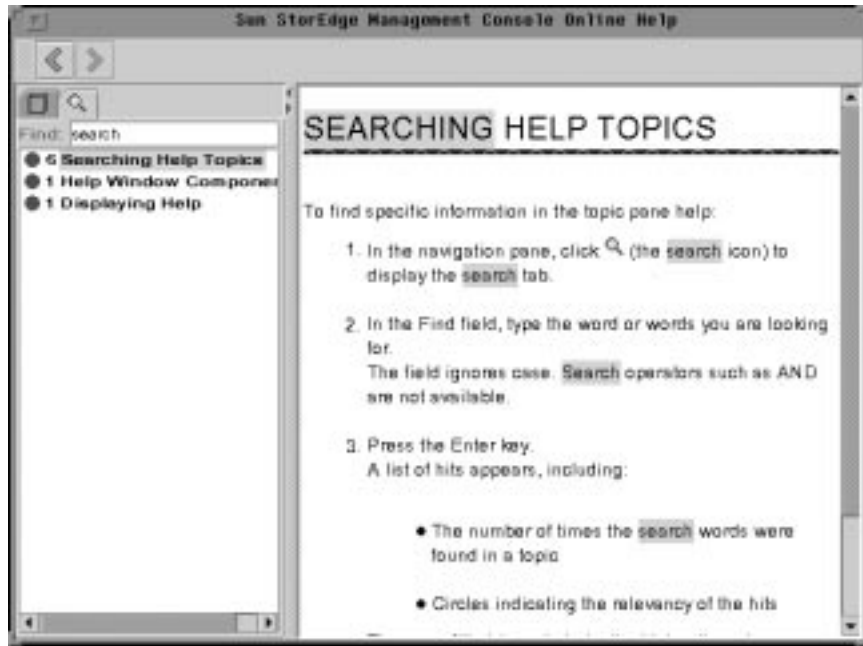 Sun StorEdge Management Console Online Help
Find: search
6 Searching Help Topics
1 Help Window Componer
1 Displaying Help
SEARCHING HELP TOPICS
To find specific information in the topic pane help:
1. In the navigation pane, click (the search icon) to
display the search tab.
2. In the Find field, type the word or words you are looking
for.
The field ignores case. Search operators such as AND
are not available.
3. Press the Enter key.
A list of hits appears, including:
• The number of times the search words were
found in a topic
• Circles indicating the relevancy of the hits